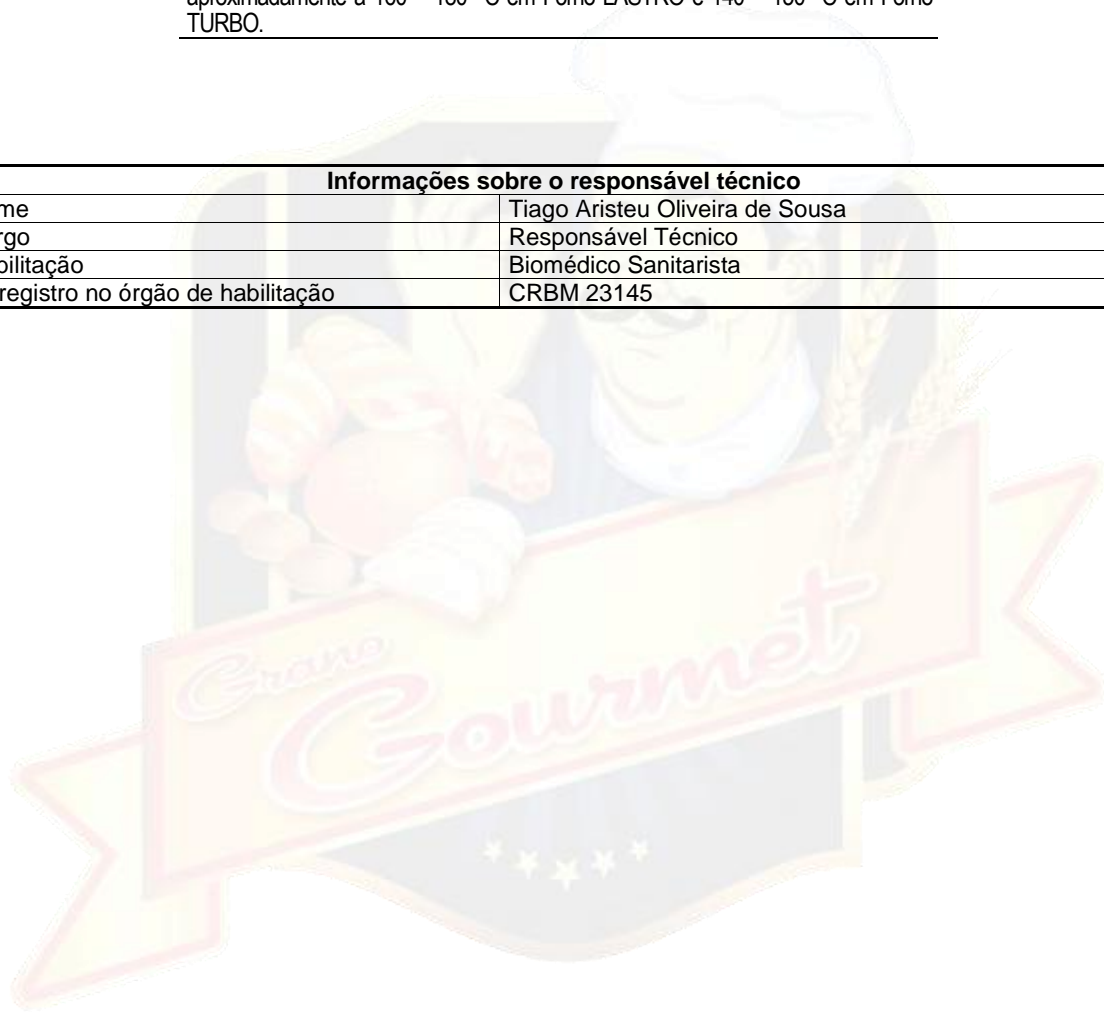 TURBO.
Informações sobre o responsável técnico
me Tiago Aristeu Oliveira de Sousa
rgo Responsável Técnico
bilitação Biomédico Sanitarista
registro no órgão de habilitação CRBM 23145
Grano
Gourmet